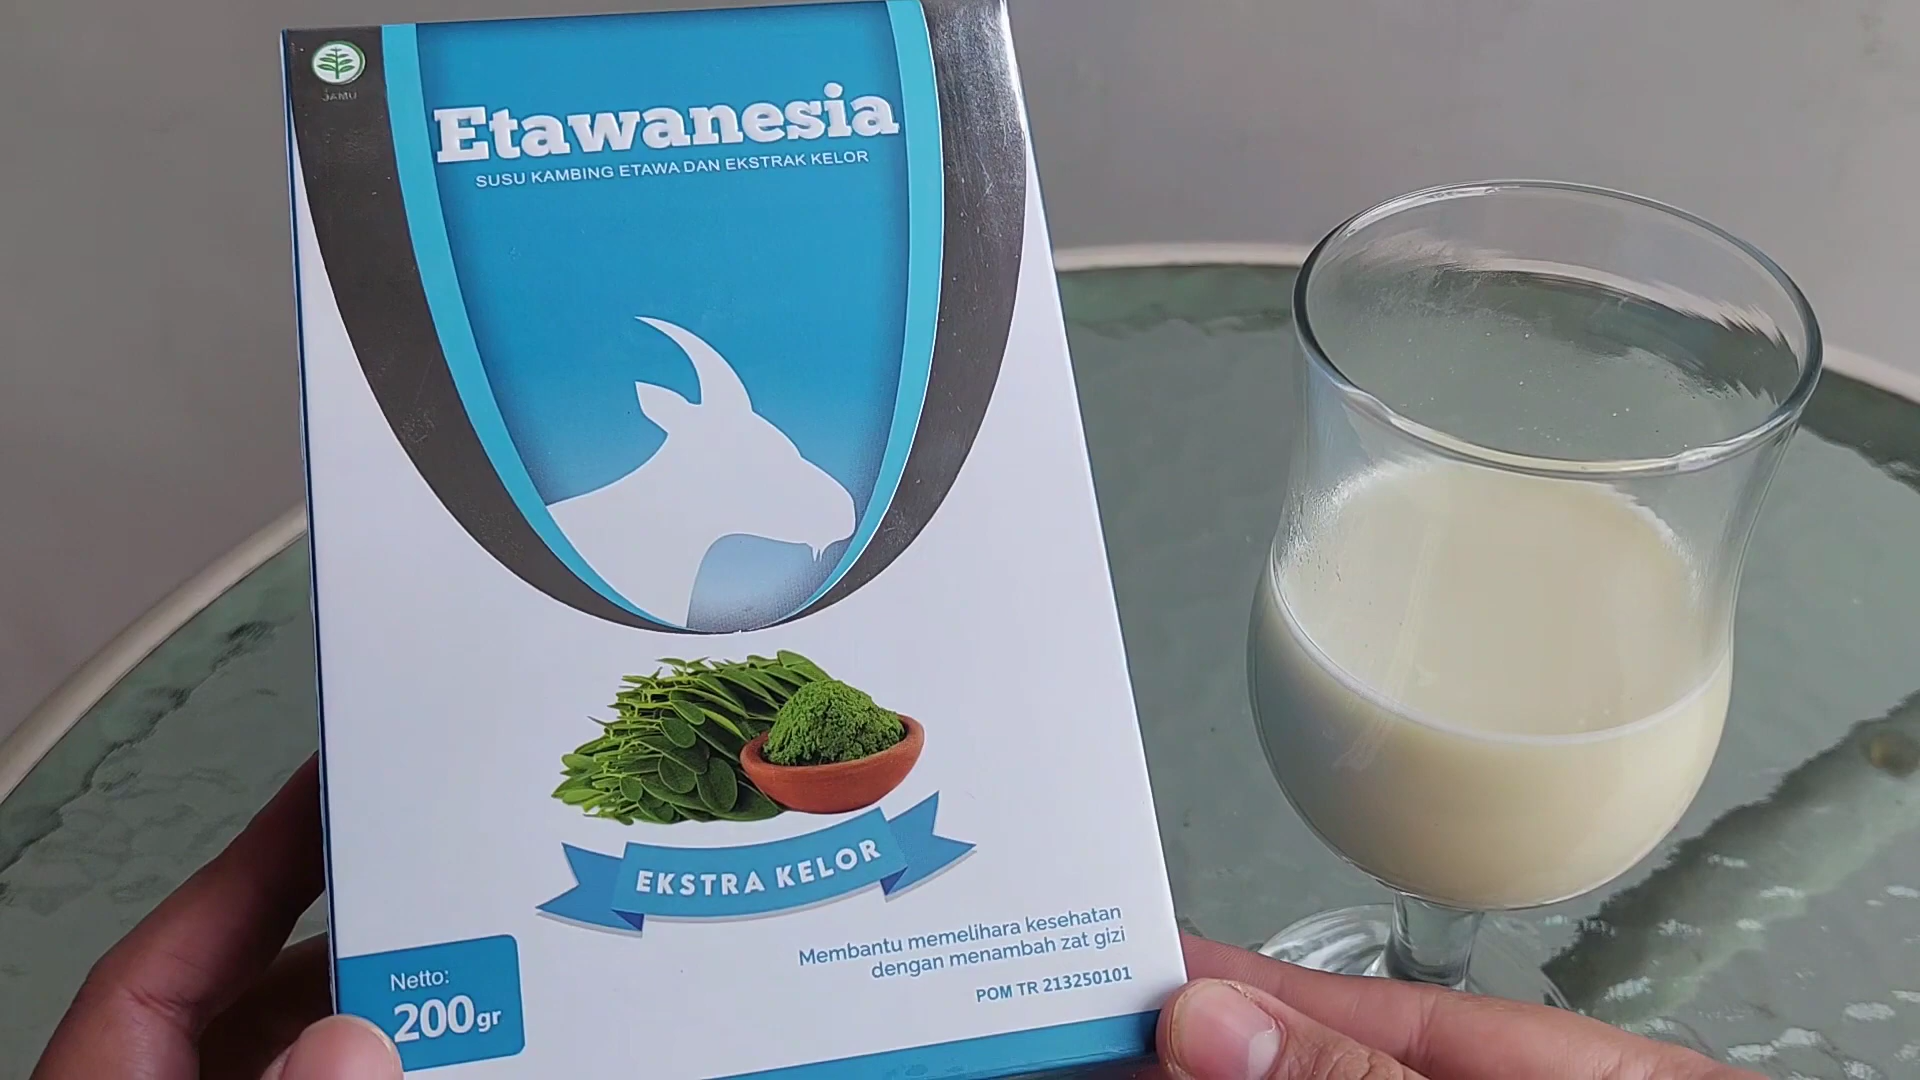 JAMU
Etawanesia
SUSU KAMBING ETAWA DAN EKSTRAK KELOR
EKSTRA KELOR
Membantu memelihara kesehatan
dengan menambah zat gizi
POM TR 213250101
Netto:
200gr